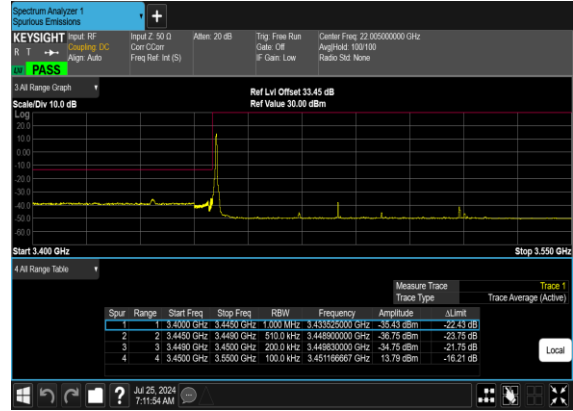 Spectrum Analyzer 1
Spurious Emissions
+
KEYSIGHT Input: RF Input Z: 50 Ω Atten: 20 dB Trig: Free Run Center Freq: 22.005000000 GHz
R T Coupling: DC Corr CCorr Gate: Off Avg|Hold: 100/100
Align: Auto Freq Ref: Int (S) IF Gain: Low Radio Std: None
PASS
3 All Range Graph Ref Lvl Offset 33.45 dB
Scale/Div 10.0 dB Ref Value 30.00 dBm
Log
20.0
10.0
0.00
-10.0
-20.0
-30.0
-40.0
-50.0
-60.0
Start 3.400 GHz Stop 3.550 GHz
4 All Range Table
Measure Trace Trace 1
Trace Type Trace Average (Active)
Spur Range Start Freq Stop Freq RBW Frequency Amplitude ΔLimit
1 1 3.4000 GHz 3.4450 GHz 1.000 MHz 3.433525000 GHz -35.43 dBm -22.43 dB
2 2 3.4450 GHz 3.4490 GHz 510.0 kHz 3.448900000 GHz -36.75 dBm -23.75 dB
3 3 3.4490 GHz 3.4500 GHz 200.0 kHz 3.449830000 GHz -34.75 dBm -21.75 dB
4 4 3.4500 GHz 3.5500 GHz 100.0 kHz 3.451166667 GHz 13.79 dBm -16.21 dB
Local
? Jul 25, 2024
7:11:54 AM